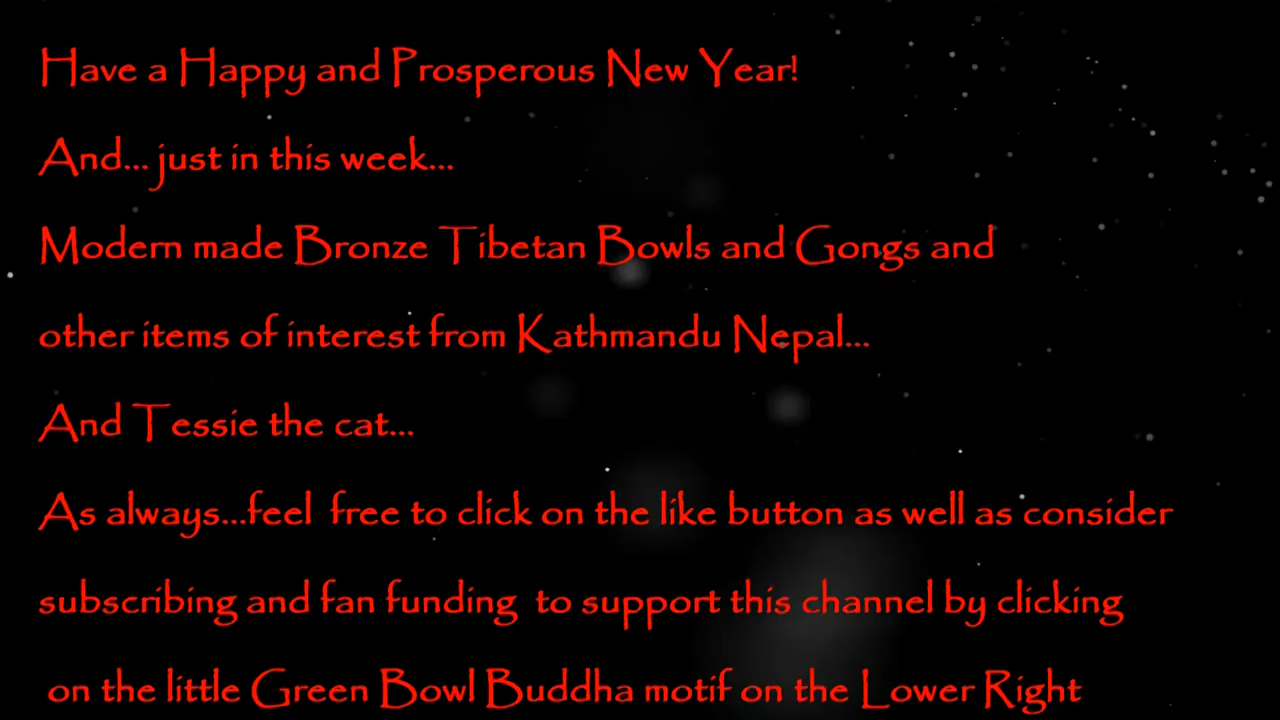 Have a Happy and Prosperous New Year!
And... just in this week...
Modern made Bronze Tibetan Bowls and Gongs and
other items of interest from Kathmandu Nepal...
And Tessie the cat...
As always...feel  free to click on the like button as well as consider
subscribing and fan funding  to support this channel by clicking
on the little Green Bowl Buddha motif on the Lower Right